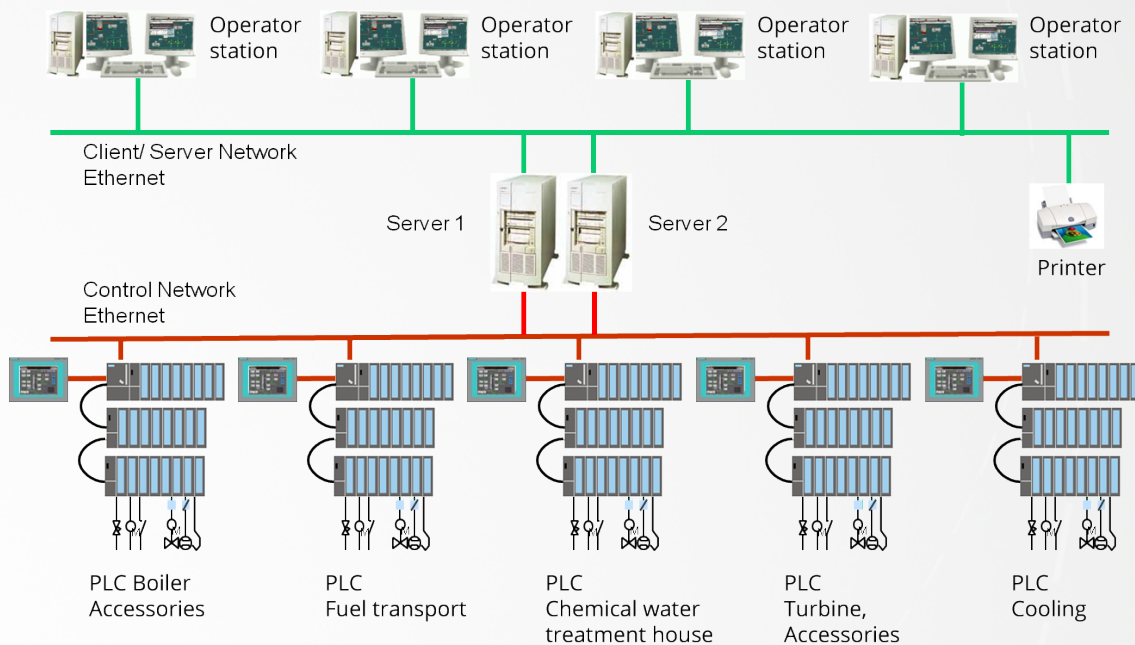 Operator
station
Operator
station
Operator
station
Operator
station
Client/ Server Network
Ethernet
Server 1
Server 2
Printer
Control Network
Ethernet
PLC Boiler
Accessories
PLC
Fuel transport
PLC
Chemical water
treatment house
PLC
Turbine,
Accessories
PLC
Cooling